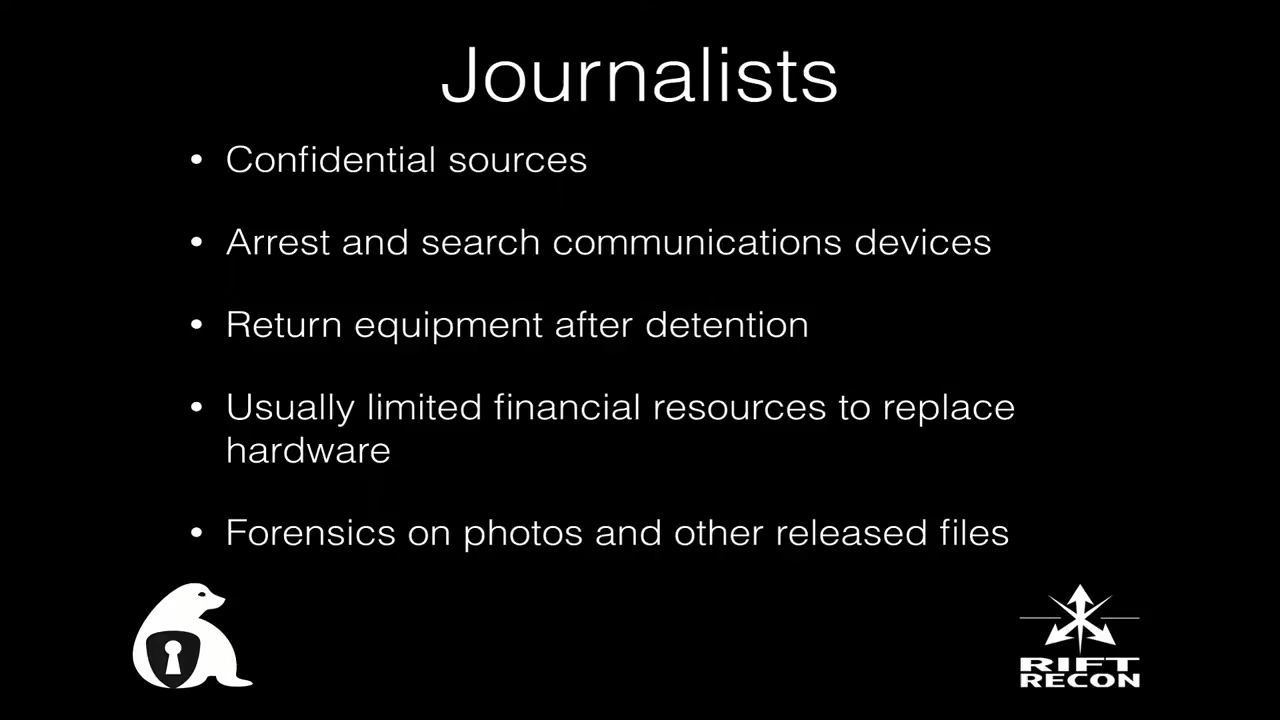 Journalists
• Confidential sources
• Arrest and search communications devices
• Return equipment after detention
• Usually limited financial resources to replace
hardware
• Forensics on photos and other released files
RIFT
RECON